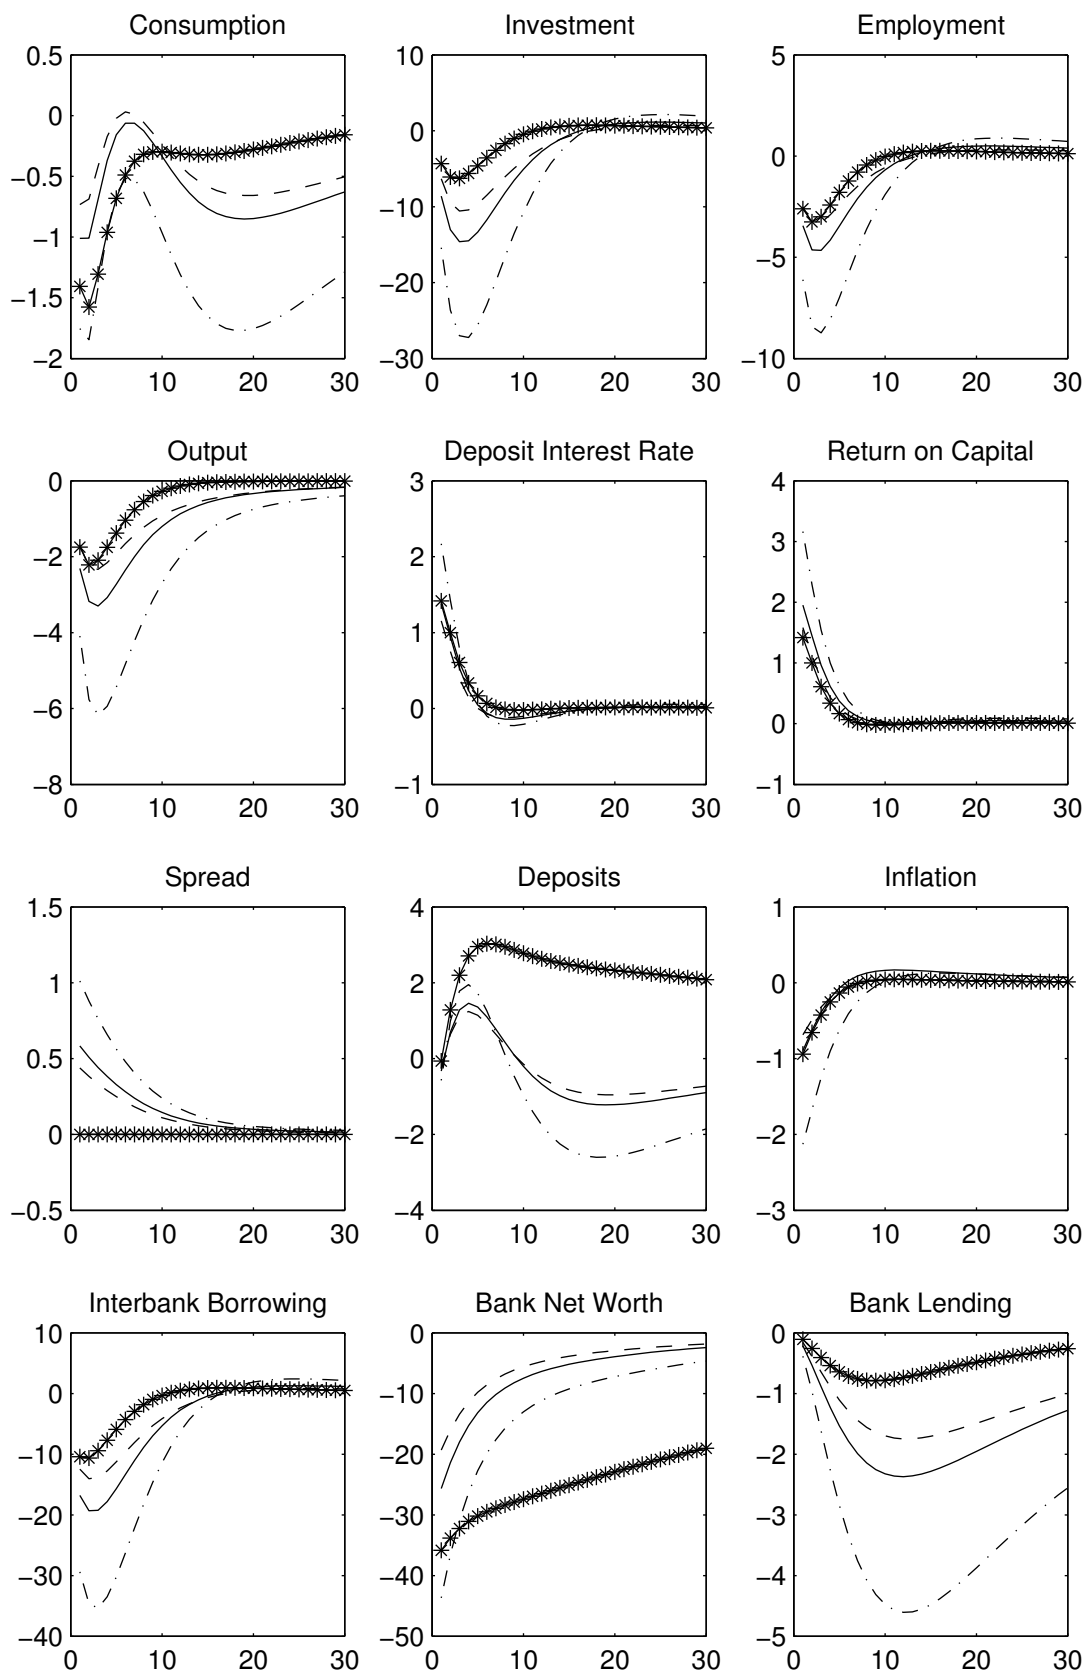 Consumption
Investment
Employment
0.5
0
−0.5
−1
−1.5
−2
0 10 20 30
10
0
−10
−20
−30
0 10 20 30
5
0
−5
−10
0 10 20 30
Output
Deposit Interest Rate
Return on Capital
0
−2
−4
−6
−8
0 10 20 30
3
2
1
0
−1
0 10 20 30
4
3
2
1
0
−1
0 10 20 30
Spread
Deposits
Inflation
1.5
1
0.5
0
−0.5
0 10 20 30
4
2
0
−2
−4
0 10 20 30
1
0
−1
−2
−3
0 10 20 30
Interbank Borrowing
Bank Net Worth
Bank Lending
10
0
−10
−20
−30
−40
0 10 20 30
0
−10
−20
−30
−40
−50
0 10 20 30
0
−1
−2
−3
−4
−5
0 10 20 30